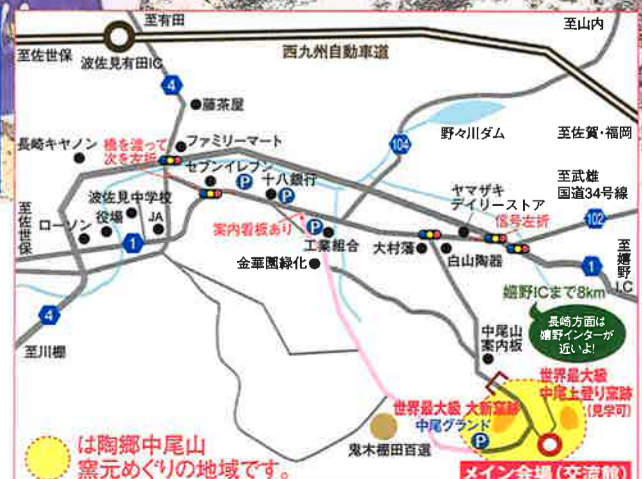 至有田
至山内
西九州自動車道
至佐世保
波佐見有田IC
4
藤茶屋
野々川ダム
至佐賀・福岡
104
長崎キヤノン
橋を渡って
次を左折
ファミリーマート
セブンイレブン
P
十八銀行
P
至武雄
国道34号線
ヤマザキ
デイリーストア
102
信号左折
至佐世保
ローソン
役場
波佐見中学校
JA
1
案内看板あり
P
工業組合
大村藩
白山陶器
至嬉野IC
1
金華園緑化
嬉野ICまで8km
長崎方面は
嬉野インターが
近いよ!
4
至川棚
中尾山
案内板
世界最大級
中尾上登り窯跡
(見学可)
世界最大級 大新窯跡
中尾グランド
P
鬼木棚田百選
は陶郷中尾山
窯元めぐりの地域です。
メイン会場(交流館)